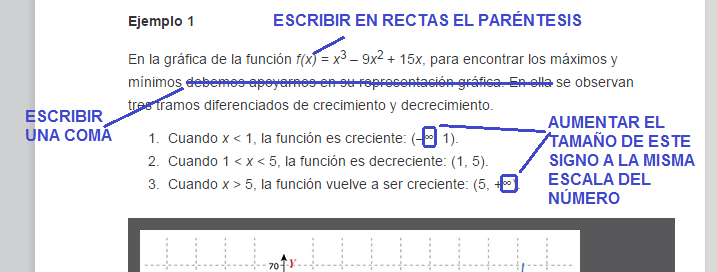 Ejemplo 1
ESCRIBIR EN RECTAS EL PARÉNTESIS
En la gráfica de la función f(x) = x³ – 9x² + 15x, para encontrar los máximos y
mínimos debemos apoyarnos en su representación gráfica. En ella se observan
tres tramos diferenciados de crecimiento y decrecimiento.
ESCRIBIR
UNA COMA
1. Cuando x < 1, la función es creciente: (–∞ 1).
2. Cuando 1 < x < 5, la función es decreciente: (1, 5).
3. Cuando x > 5, la función vuelve a ser creciente: (5, +∞).
AUMENTAR EL
TAMAÑO DE ESTE
SIGNO A LA MISMA
ESCALA DEL
NÚMERO
70 Y